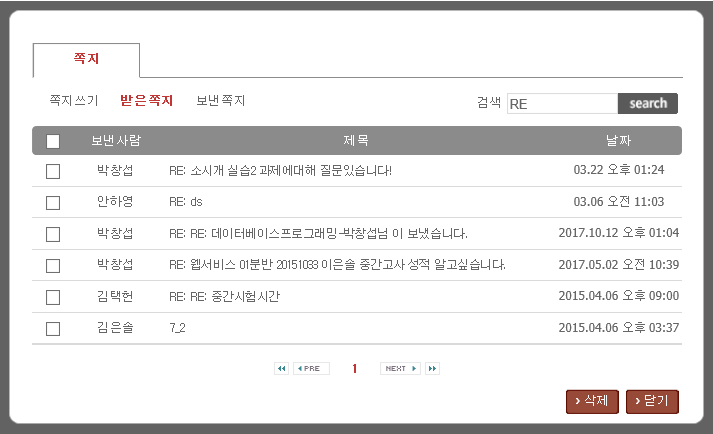 쪽지
쪽지쓰기 받은쪽지 보낸쪽지 검색 RE search
보낸사람 제목 날짜
박창섭 RE: 소시개 실습2 과제에대해 질문있습니다! 03.22 오후 01:24
안하영 RE: ds 03.06 오전 11:03
박창섭 RE: RE: 데이터베이스프로그래밍-박창섭님 이 보냈습니다. 2017.10.12 오후 01:04
박창섭 RE: 웹서비스 01분반 20151033 이은솔 중간고사 성적 알고싶습니다. 2017.05.02 오전 10:39
김택헌 RE: RE: 중간시험시간 2015.04.06 오후 09:00
김은솔 7_2 2015.04.06 오후 03:37
PRE 1 NEXT
삭제 닫기